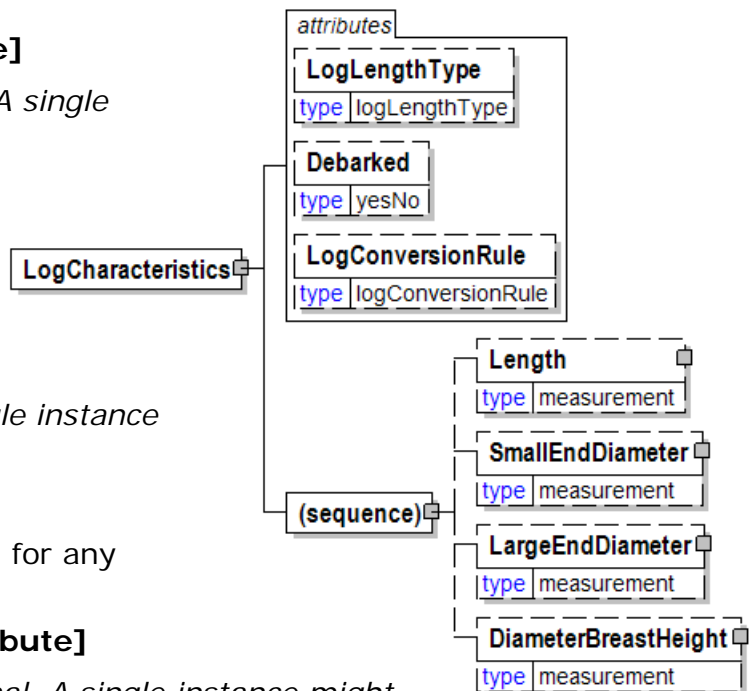 e]
A single
le instance
for any
bute]
al. A single instance might
attributes
LogLengthType
type logLengthType
Debarked
type yesNo
LogConversionRule
type logConversionRule
LogCharacteristics
Length
type measurement
(sequence)
SmallEndDiameter
type measurement
LargeEndDiameter
type measurement
DiameterBreastHeight
type measurement